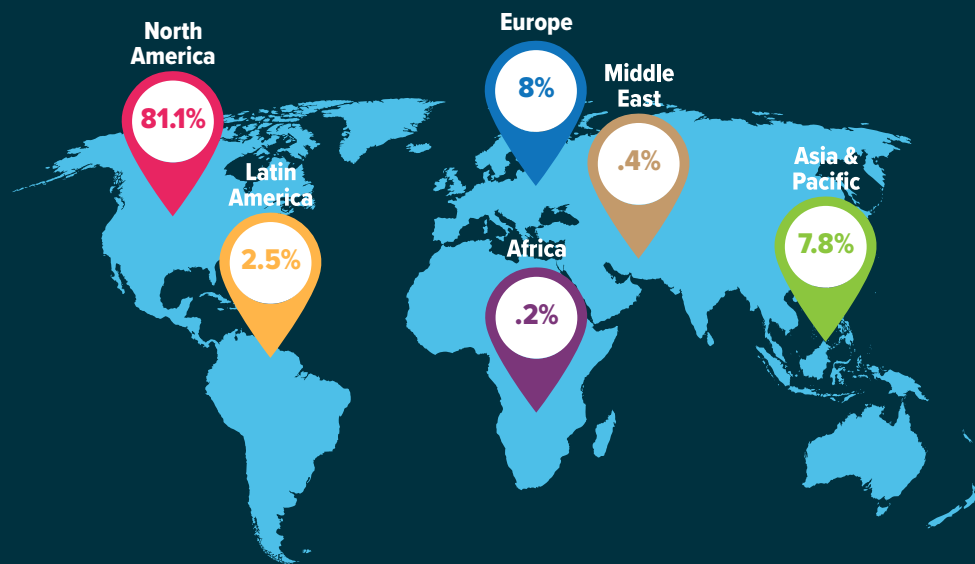 North
America
81.1%
Latin
America
2.5%
Europe
8%
Middle
East
.4%
Africa
.2%
Asia &
Pacific
7.8%